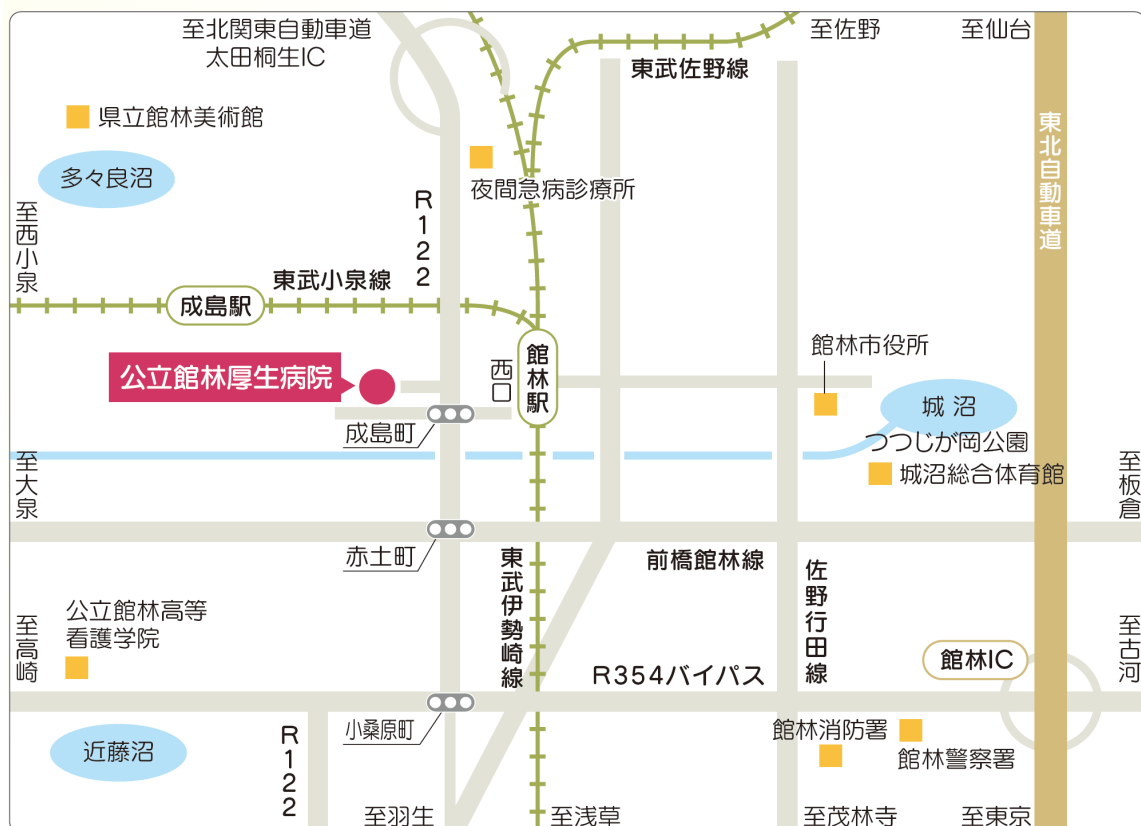 至北関東自動車道
太田桐生IC
至佐野
至仙台
東武佐野線
県立館林美術館
東北自動車道
多々良沼
夜間急病診療所
R122
至西小泉
東武小泉線
成島駅
館林市役所
公立館林厚生病院
西口
館林駅
城沼
成島町
つつじが岡公園
城沼総合体育館
至大泉
至板倉
赤土町
東武伊勢崎線
前橋館林線
佐野行田線
公立館林高等
看護学院
至高崎
至古河
館林IC
R354バイパス
小桑原町
館林消防署
館林警察署
近藤沼
R122
至羽生
至浅草
至茂林寺
至東京